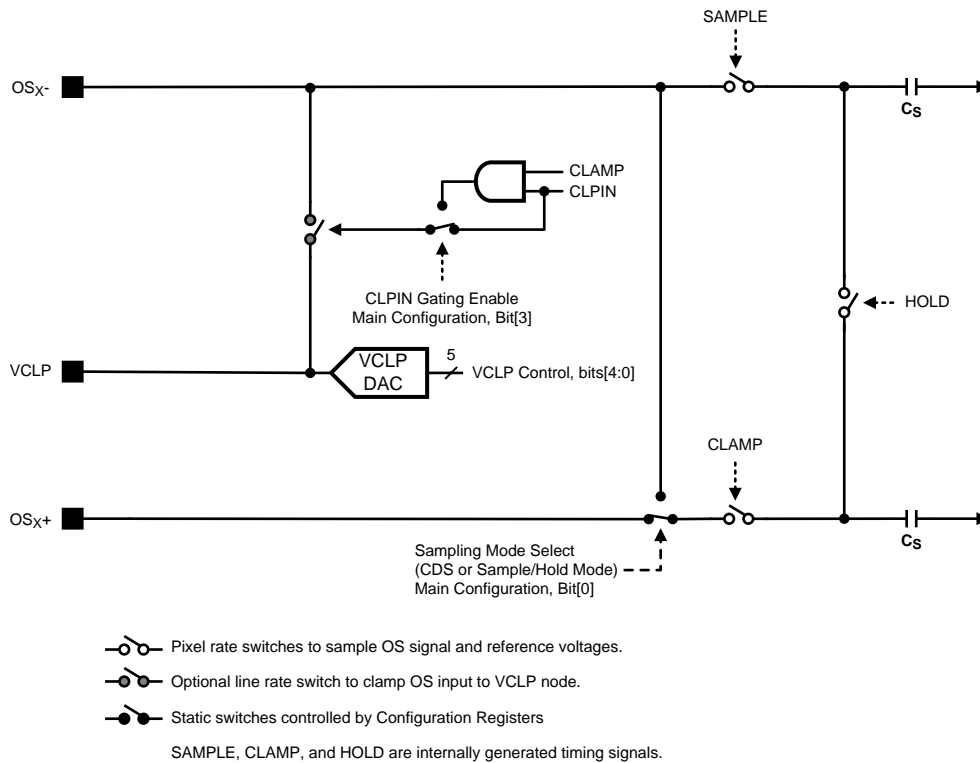 SAMPLE
OSX-
CS
CLAMP
CLPIN
CLPIN Gating Enable
Main Configuration, Bit[3]
HOLD
VCLP
VCLP
DAC
5
VCLP Control, bits[4:0]
CLAMP
OSX+
CS
Sampling Mode Select
(CDS or Sample/Hold Mode)
Main Configuration, Bit[0]
Pixel rate switches to sample OS signal and reference voltages.
Optional line rate switch to clamp OS input to VCLP node.
Static switches controlled by Configuration Registers
SAMPLE, CLAMP, and HOLD are internally generated timing signals.